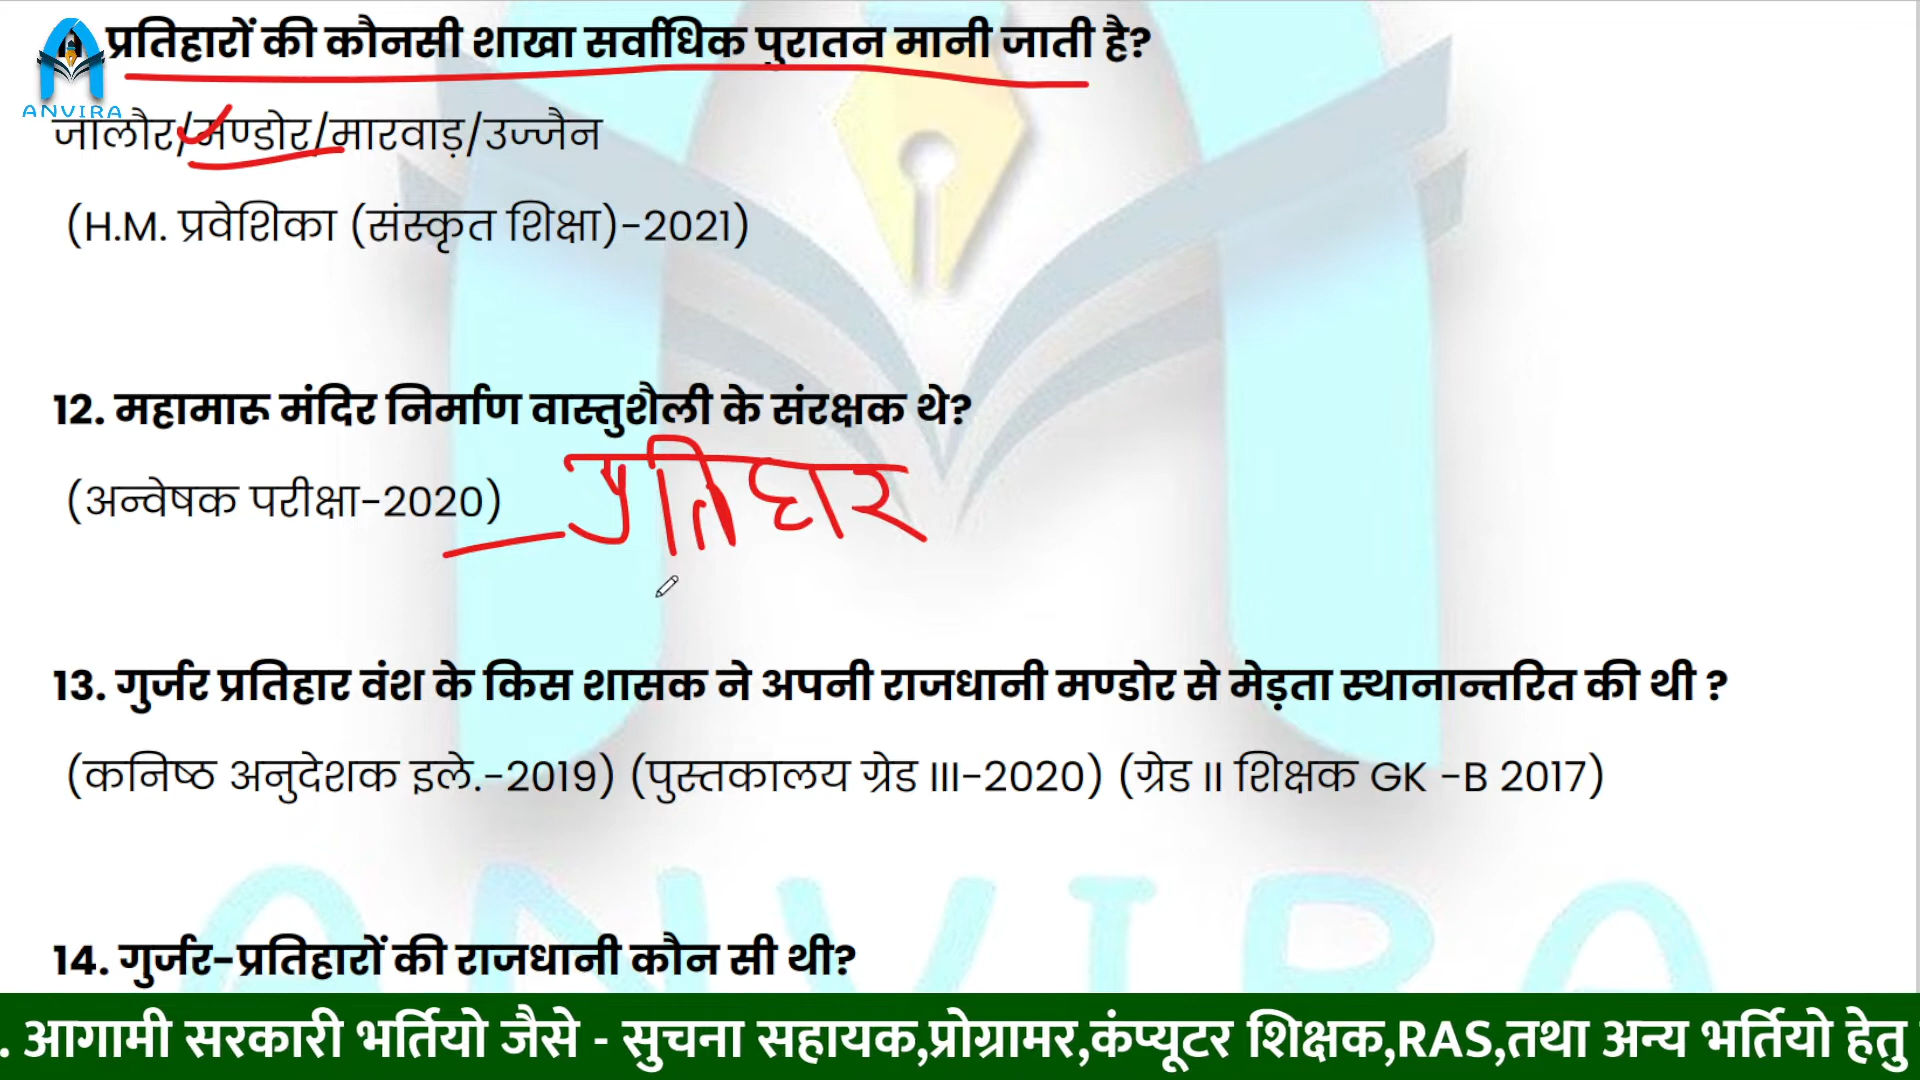 प्रतिहारों की कौनसी शाखा सर्वाधिक पुरातन मानी जाती है?
ANVIRA
जालौर/मण्डोर/मारवाड़/उज्जैन
(H.M. प्रवेशिका (संस्कृत शिक्षा)-2021)
12. महामारू मंदिर निर्माण वास्तुशैली के संरक्षक थे?
(अन्वेषक परीक्षा-2020)
प्रतिहार
13. गुर्जर प्रतिहार वंश के किस शासक ने अपनी राजधानी मण्डोर से मेड़ता स्थानान्तरित की थी ?
(कनिष्ठ अनुदेशक इले.-2019) (पुस्तकालय ग्रेड III-2020) (ग्रेड II शिक्षक GK -B 2017)
ANVIRA
14. गुर्जर-प्रतिहारों की राजधानी कौन सी थी?
. आगामी सरकारी भर्तियो जैसे - सुचना सहायक,प्रोग्रामर,कंप्यूटर शिक्षक,RAS,तथा अन्य भर्तियो हेतु